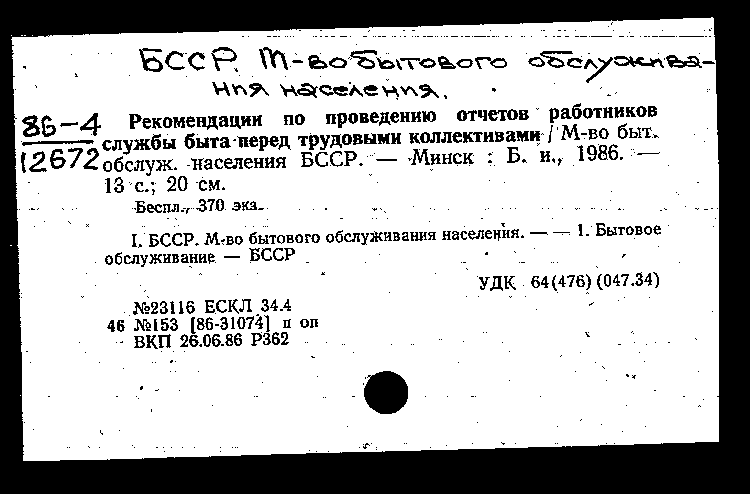 БССР. М-во бытового обслужива-
ния населения.
86-4
12672
Рекомендации по проведению отчетов работников
службы быта перед трудовыми коллективами / М-во быт.
обслуж. населения БССР. — Минск : Б. и., 1986. —
13 с.; 20 см.
Беспл., 370 экз.
I. БССР. М-во бытового обслуживания населения. — — 1. Бытовое
обслуживание — БССР
УДК 64(476)(047.34)
№23116 ЕСКЛ 34.4
46 №153 [86-31074] п оп
ВКП 26.06.86 Р362